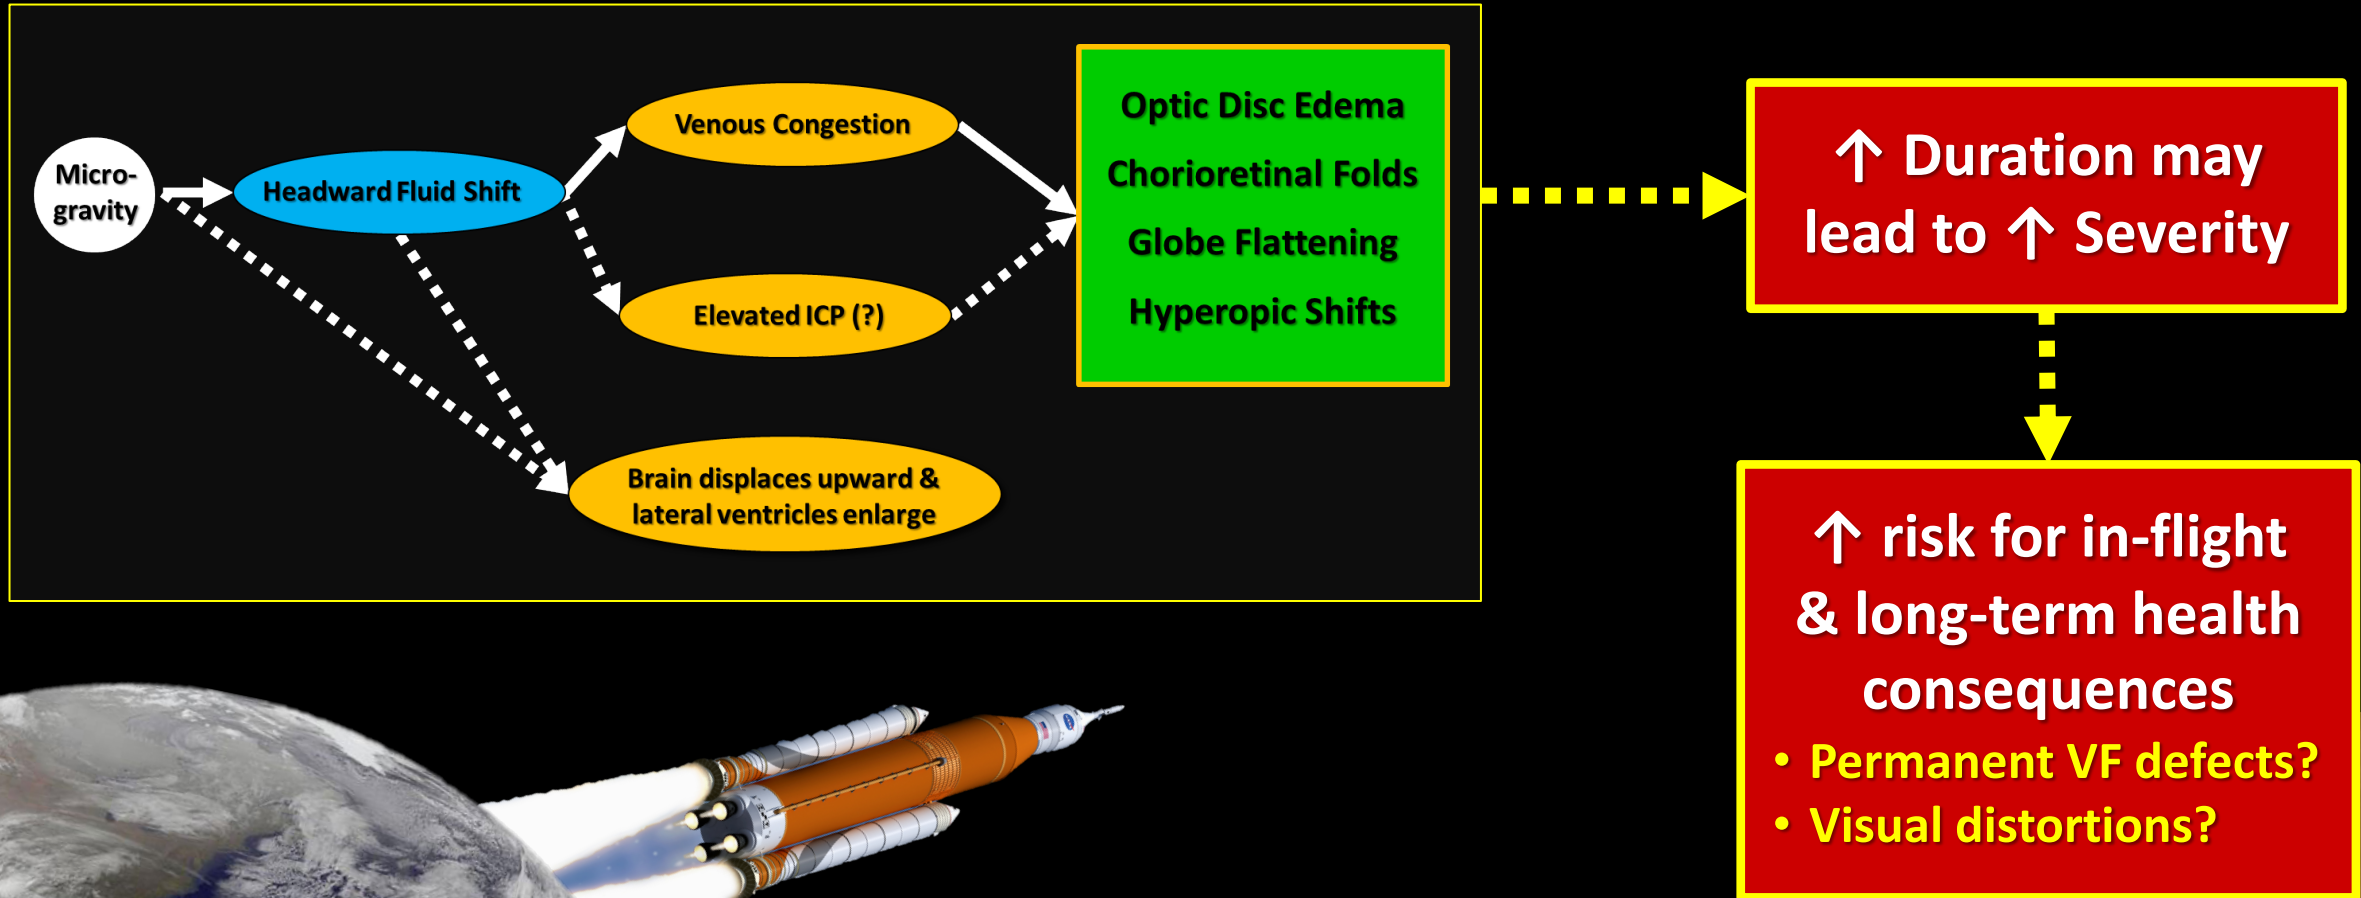 Micro-
gravity
Headward Fluid Shift
Venous Congestion
Elevated ICP (?)
Brain displaces upward &
lateral ventricles enlarge
Optic Disc Edema
Chorioretinal Folds
Globe Flattening
Hyperopic Shifts
↑ Duration may
lead to ↑ Severity
↑ risk for in-flight
& long-term health
consequences
• Permanent VF defects?
• Visual distortions?